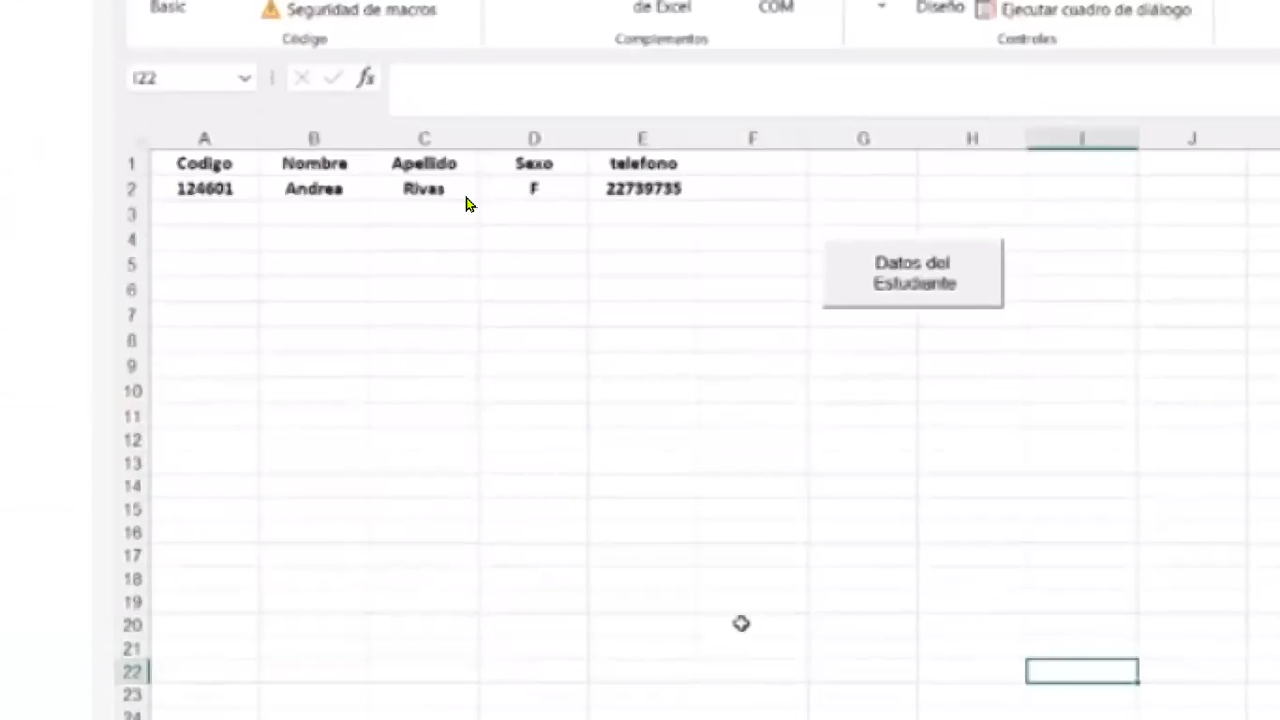 Basic
Seguridad de macros
de Excel
COM
Diseño
Ejecutar cuadro de diálogo
Código
Complementos
Controles
I22
fx
A B C D E F G H I J
1 Codigo Nombre Apellido Sexo telefono
2 124601 Andrea Rivas F 22739735
3
4
Datos del
5
Estudiante
6
7
8
9
10
11
12
13
14
15
16
17
18
19
20
21
22
23
24